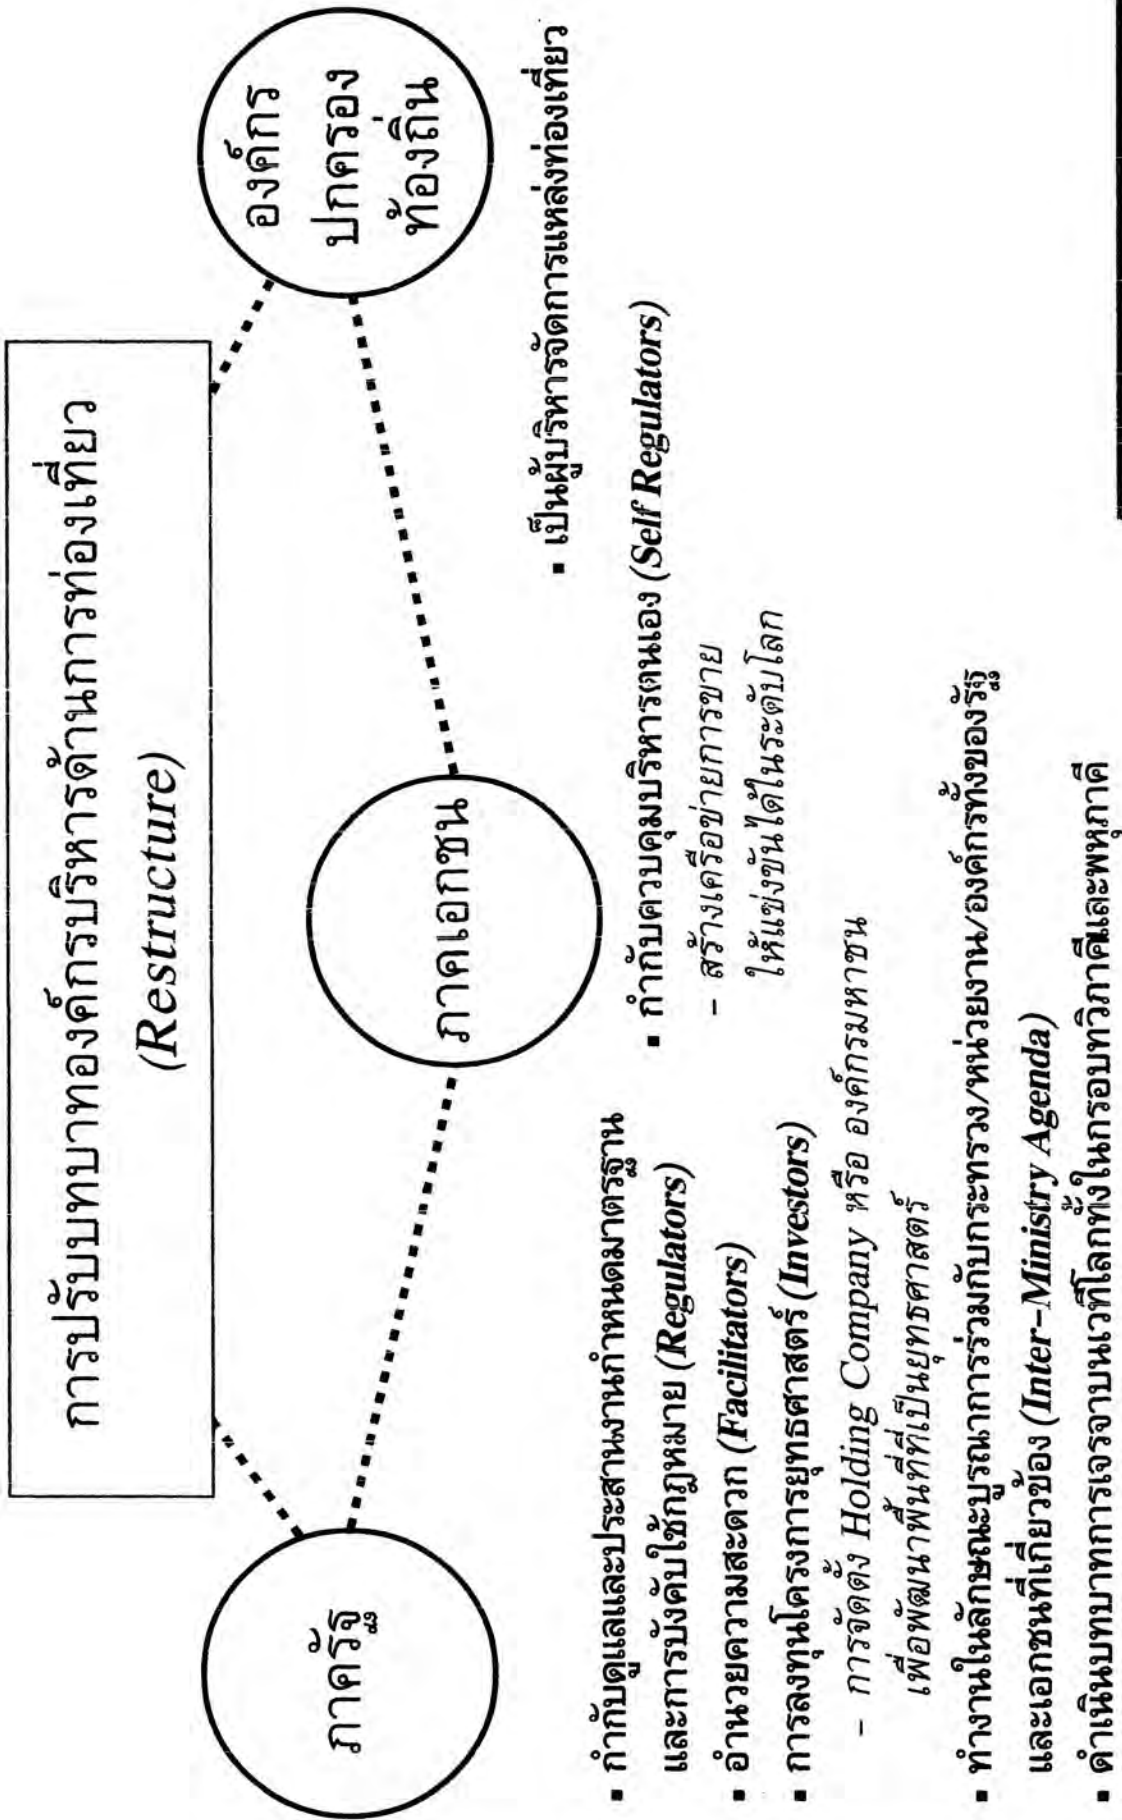 การปรับบทบาทองค์กรบริหารด้านการท่องเที่ยว
(Restructure)
ภาครัฐ
ภาคเอกชน
องค์กร
ปกครอง
ท้องถิ่น
▪ กำกับดูแลและประสานงานกำหนดมาตรฐาน
และการบังคับใช้กฎหมาย (Regulators)
▪ อำนวยความสะดวก (Facilitators)
▪ การลงทุนโครงการยุทธศาสตร์ (Investors)
– การจัดตั้ง Holding Company หรือ องค์กรมหาชน
เพื่อพัฒนาพื้นที่ที่เป็นยุทธศาสตร์
▪ ทำงานในลักษณะบูรณาการร่วมกับกระทรวง/หน่วยงาน/องค์กรทั้งของรัฐ
และเอกชนที่เกี่ยวข้อง (Inter-Ministry Agenda)
▪ ดำเนินบทบาทการเจรจาบนเวทีโลกทั้งในกรอบทวิภาคีและพหุภาคี
▪ กำกับควบคุมบริหารตนเอง (Self Regulators)
– สร้างเครือข่ายการขาย
ให้แข่งขันได้ในระดับโลก
▪ เป็นผู้บริหารจัดการแหล่งท่องเที่ยว